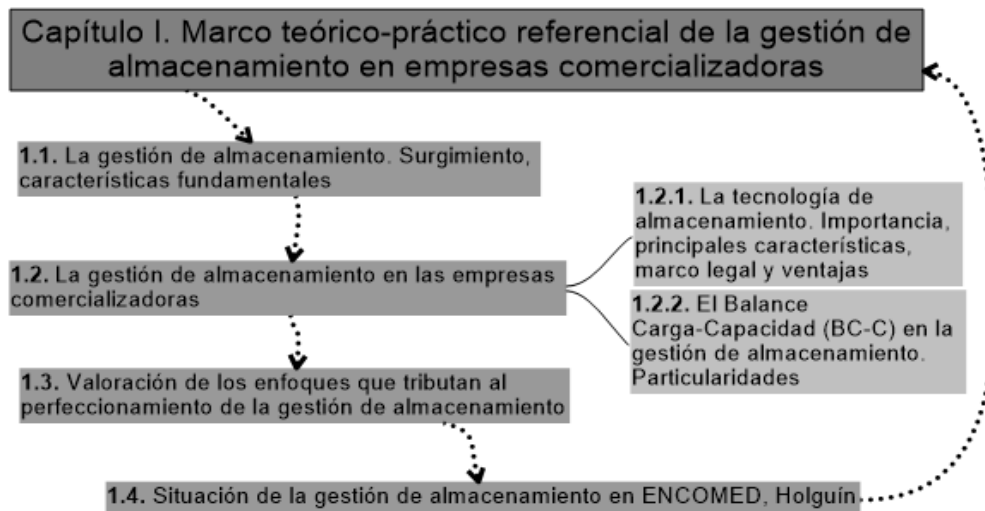 Capítulo I. Marco teórico-práctico referencial de la gestión de
almacenamiento en empresas comercializadoras
1.1. La gestión de almacenamiento. Surgimiento,
características fundamentales
1.2. La gestión de almacenamiento en las empresas
comercializadoras
1.2.1. La tecnología de
almacenamiento. Importancia,
principales características,
marco legal y ventajas
1.2.2. El Balance
Carga-Capacidad (BC-C) en la
gestión de almacenamiento.
Particularidades
1.3. Valoración de los enfoques que tributan al
perfeccionamiento de la gestión de almacenamiento
1.4. Situación de la gestión de almacenamiento en ENCOMED, Holguín